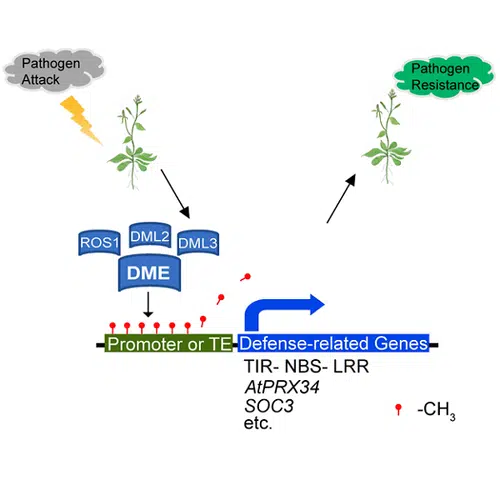 Pathogen
Attack
Pathogen
Resistance
ROS1
DML2
DML3
DME
Promoter or TE
Defense-related Genes
TIR- NBS- LRR
AtPRX34
SOC3
etc.
-CH₃